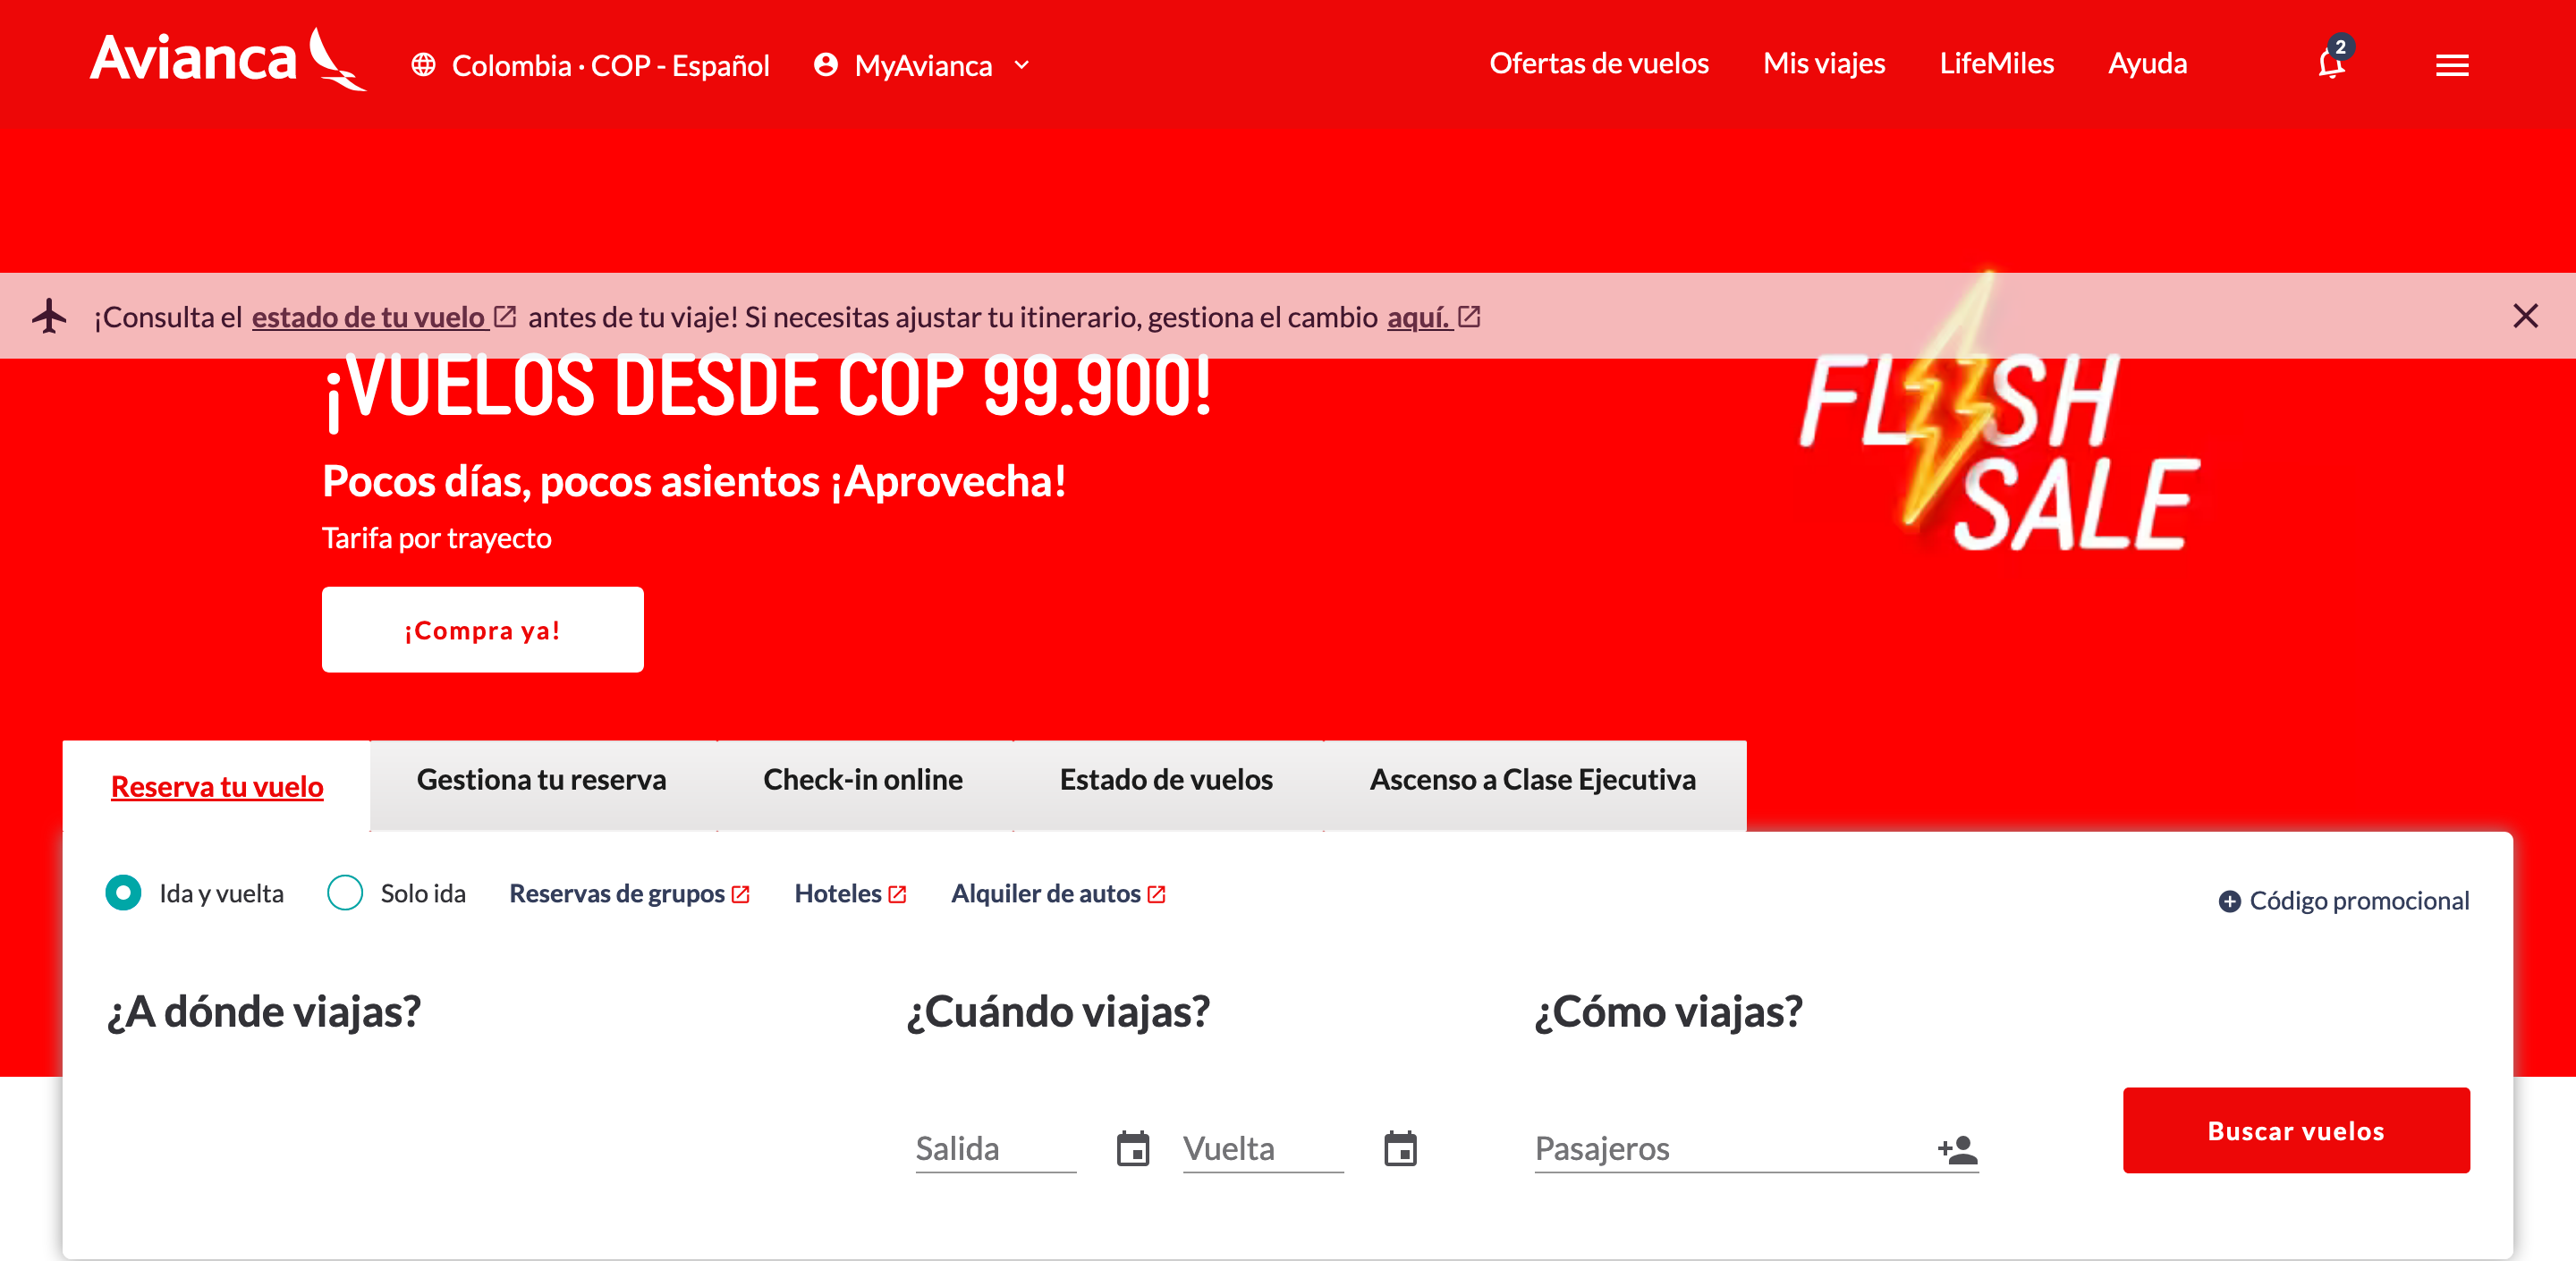 Avianca Colombia · COP - Español MyAvianca Ofertas de vuelos Mis viajes LifeMiles Ayuda 2
¡Consulta el estado de tu vuelo antes de tu viaje! Si necesitas ajustar tu itinerario, gestiona el cambio aquí.
¡VUELOS DESDE COP 99.900!
Pocos días, pocos asientos ¡Aprovecha!
Tarifa por trayecto
¡Compra ya!
FLASH
SALE
Reserva tu vuelo Gestiona tu reserva Check-in online Estado de vuelos Ascenso a Clase Ejecutiva
Ida y vuelta Solo ida Reservas de grupos Hoteles Alquiler de autos Código promocional
¿A dónde viajas? ¿Cuándo viajas? ¿Cómo viajas?
Salida Vuelta Pasajeros Buscar vuelos